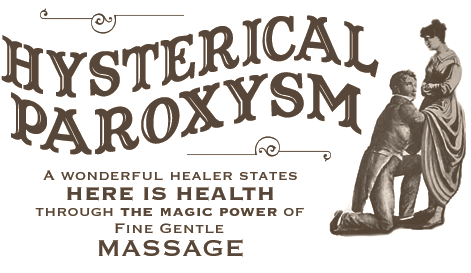 HYSTERICAL
PAROXYSM
A WONDERFUL HEALER STATES
HERE IS HEALTH
THROUGH THE MAGIC POWER OF
FINE GENTLE
MASSAGE